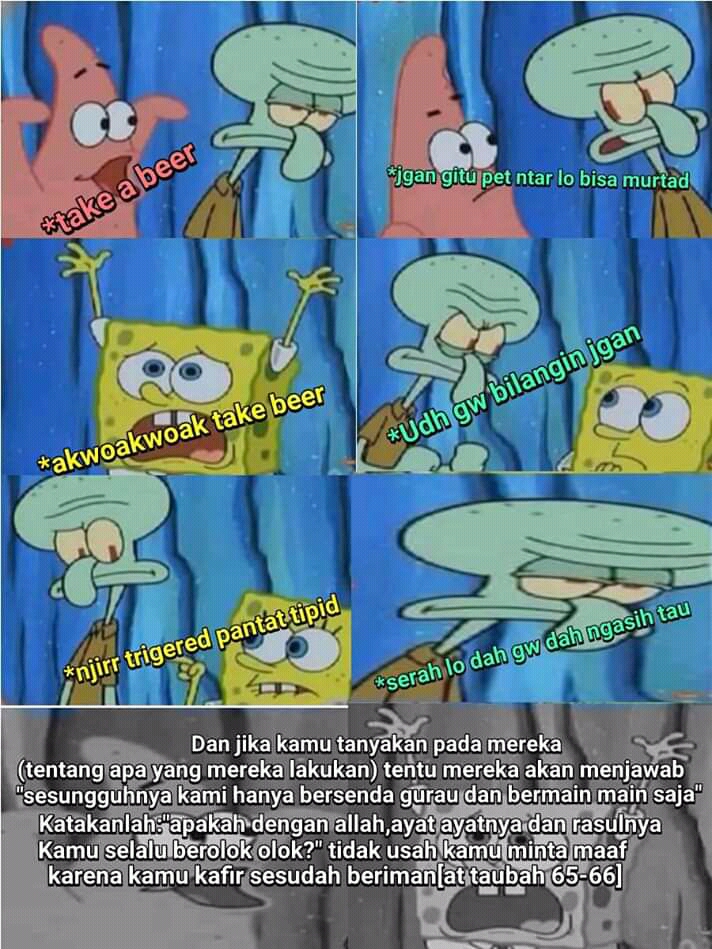 *take a beer
*jgan gitu pet ntar lo bisa murtad
*akwoakwoak take beer
*Udh gw bilangin jgan
*njirr trigered pantat tipid
*serah lo dah gw dah ngasih tau
Dan jika kamu tanyakan pada mereka
(tentang apa yang mereka lakukan) tentu mereka akan menjawab
"sesungguhnya kami hanya bersenda gurau dan bermain main saja"
Katakanlah:"apakah dengan allah,ayat ayatnya dan rasulnya
Kamu selalu berolok olok?" tidak usah kamu minta maaf
karena kamu kafir sesudah beriman[at taubah 65-66]